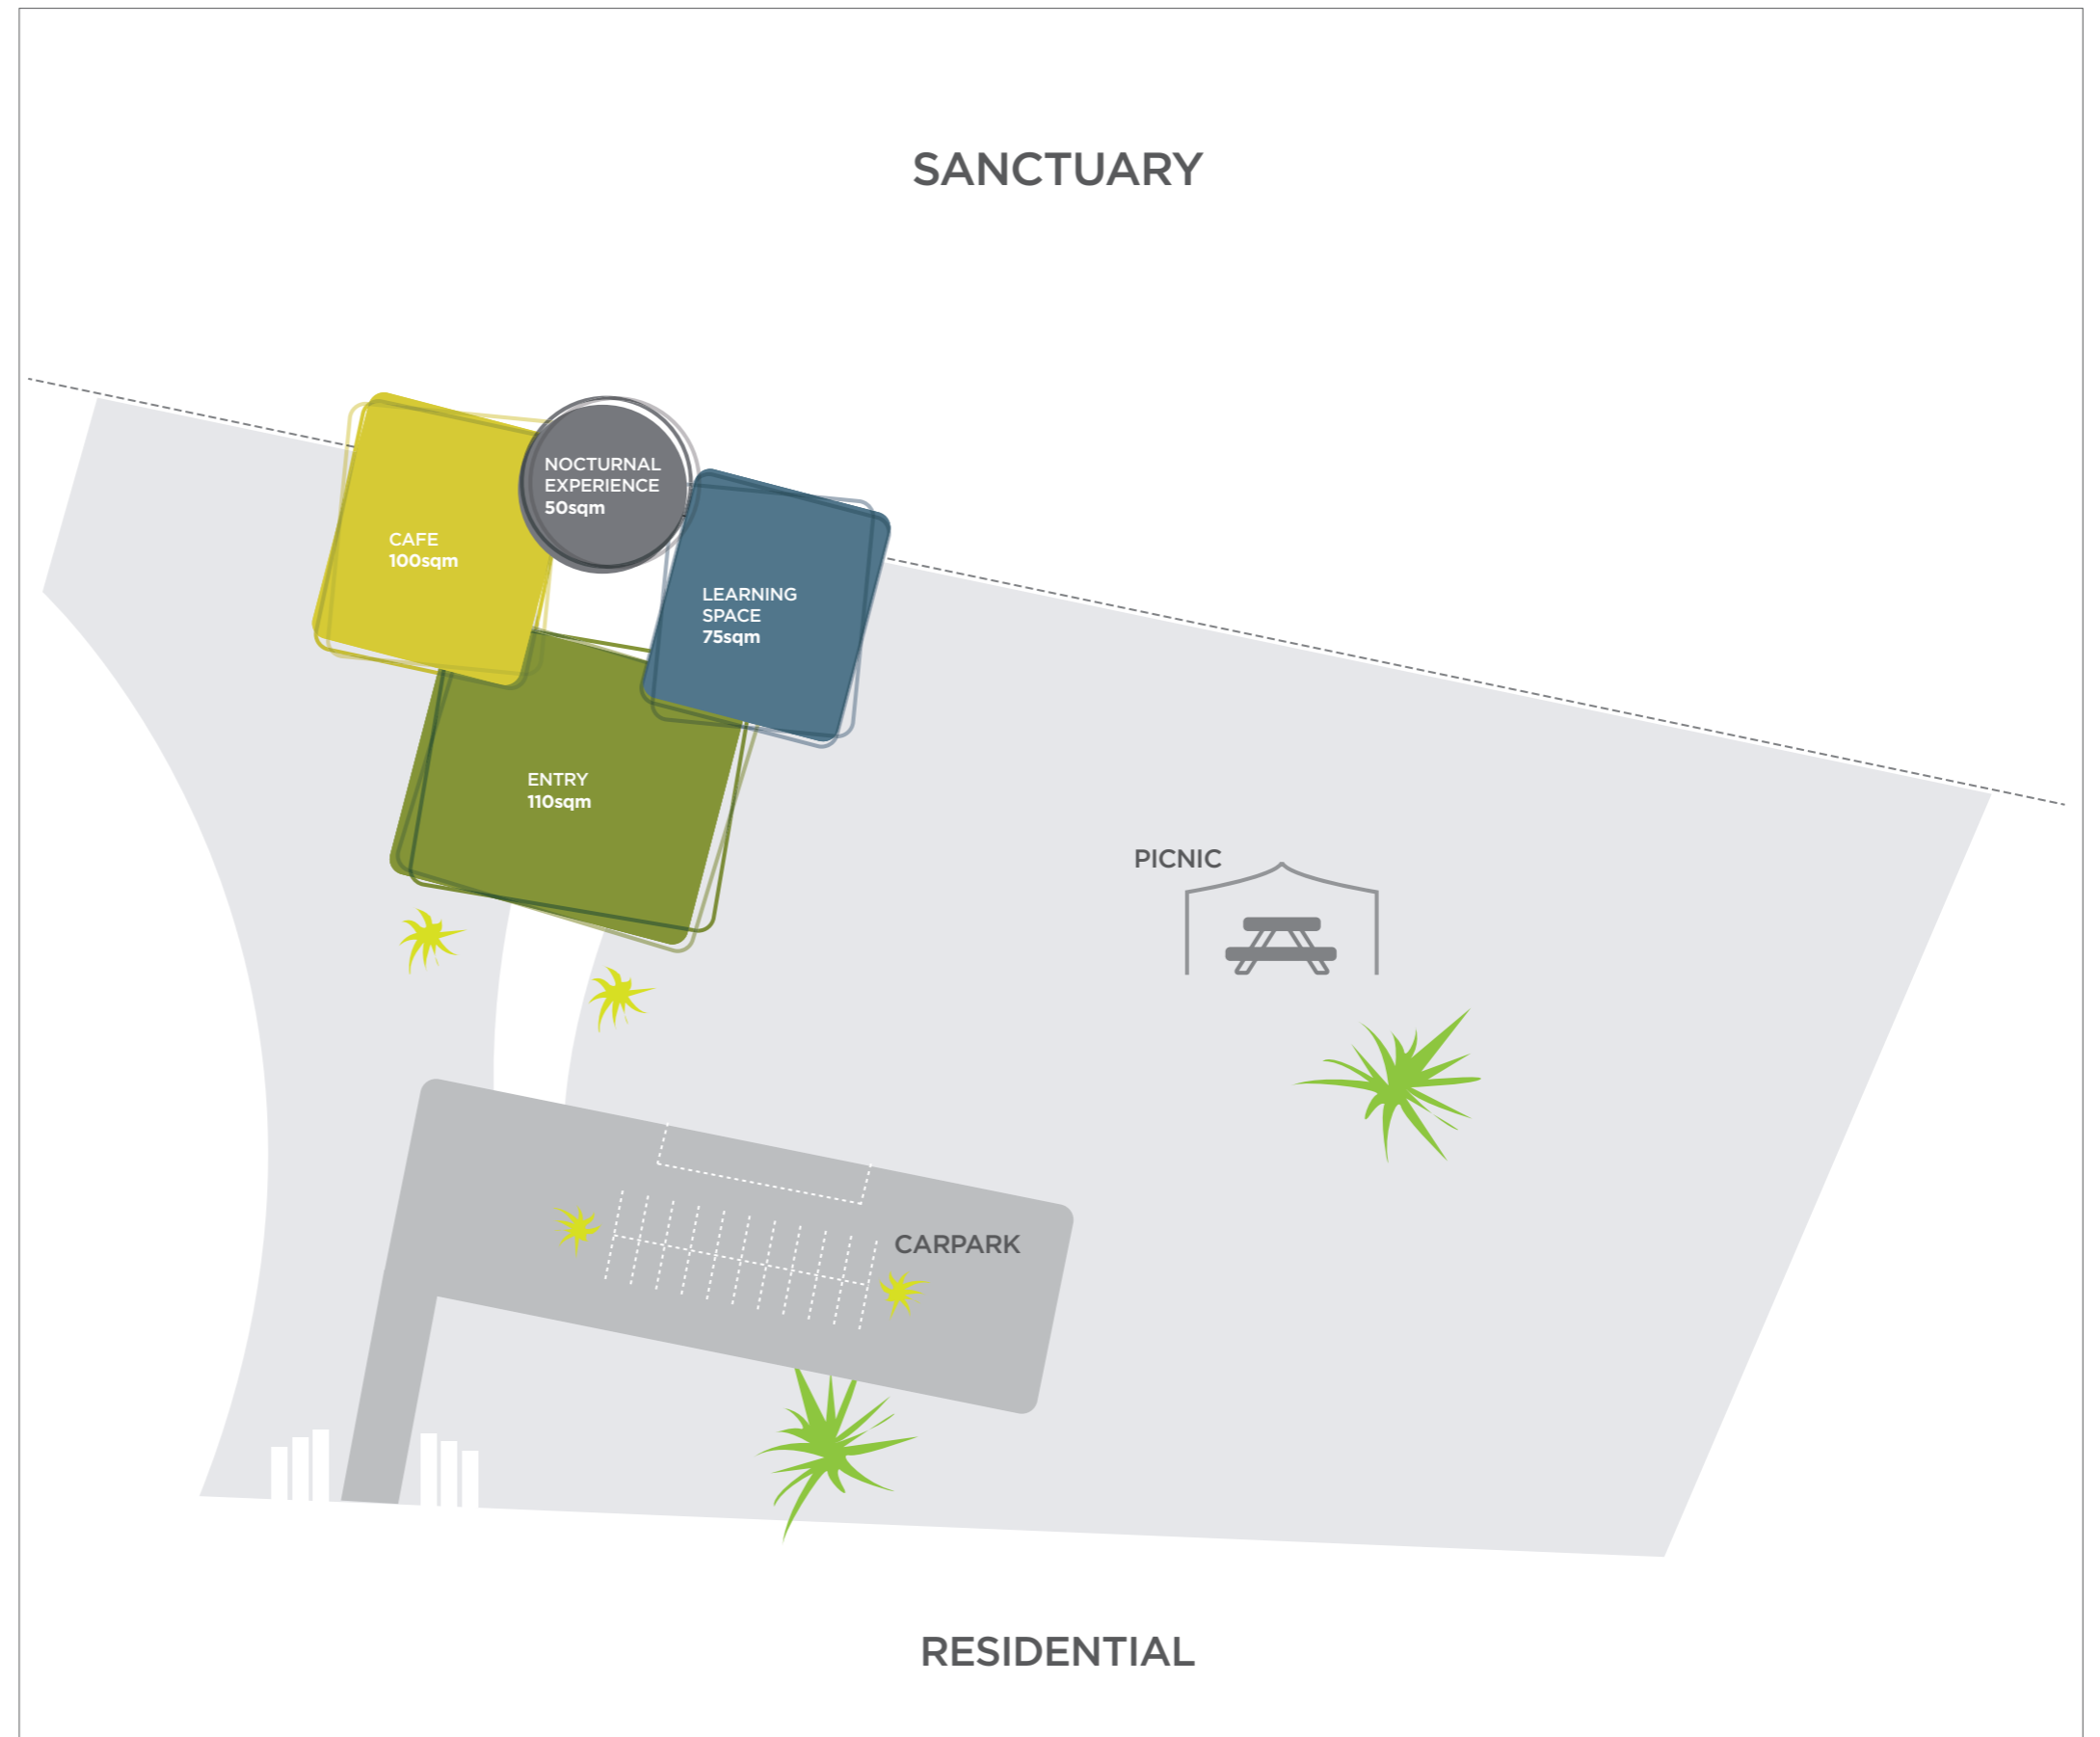 SANCTUARY
NOCTURNAL
EXPERIENCE
50sqm
CAFE
100sqm
LEARNING
SPACE
75sqm
ENTRY
110sqm
PICNIC
CARPARK
RESIDENTIAL